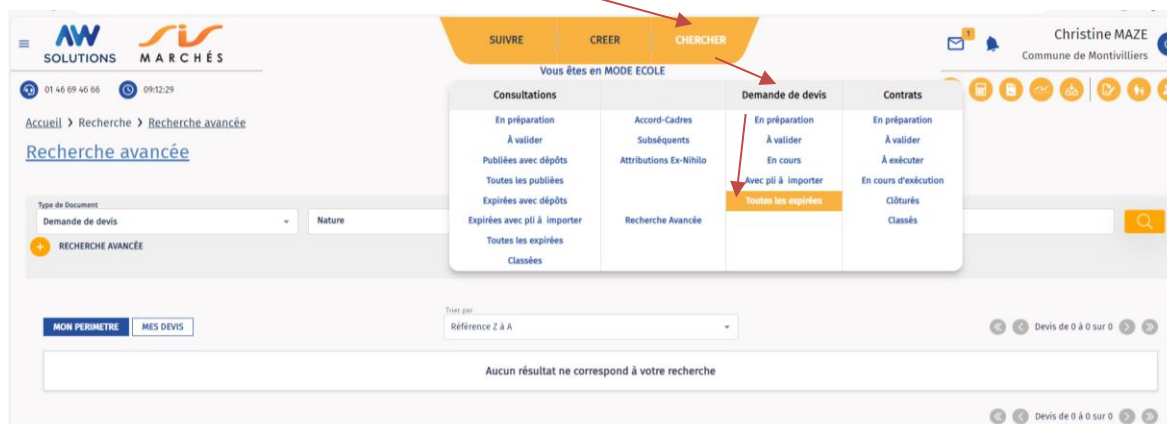 AW SOLUTIONS
sis MARCHÉS
SUIVRE CREER CHERCHER
Vous êtes en MODE ECOLE
1
Christine MAZE
Commune de Montivilliers
01 46 69 46 66 09:12:29
Accueil > Recherche > Recherche avancée
Recherche avancée
Consultations
En préparation
À valider
Publiées avec dépôts
Toutes les publiées
Expirées avec dépôts
Expirées avec pli à importer
Toutes les expirées
Classées
Accord-Cadres
Subséquents
Attributions Ex-Nihilo
Recherche Avancée
Demande de devis
En préparation
À valider
En cours
Avec pli à importer
Toutes les expirées
Contrats
En préparation
À valider
À exécuter
En cours d'exécution
Clôturés
Classés
Type de Document
Demande de devis
Nature
+ RECHERCHE AVANCÉE
MON PERIMETRE MES DEVIS
Trier par
Référence Z à A
Devis de 0 à 0 sur 0
Aucun résultat ne correspond à votre recherche
Devis de 0 à 0 sur 0